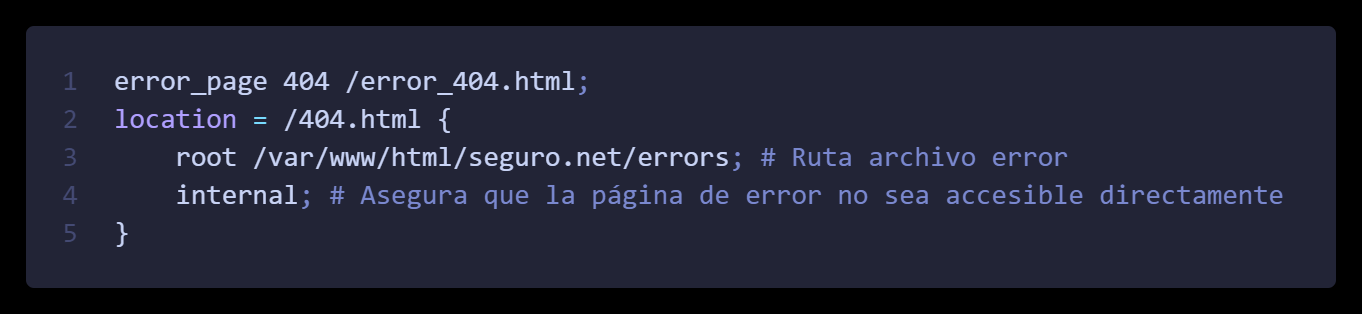 1 error_page 404 /error_404.html;
2 location = /404.html {
3     root /var/www/html/seguro.net/errors; # Ruta archivo error
4     internal; # Asegura que la página de error no sea accesible directamente
5 }